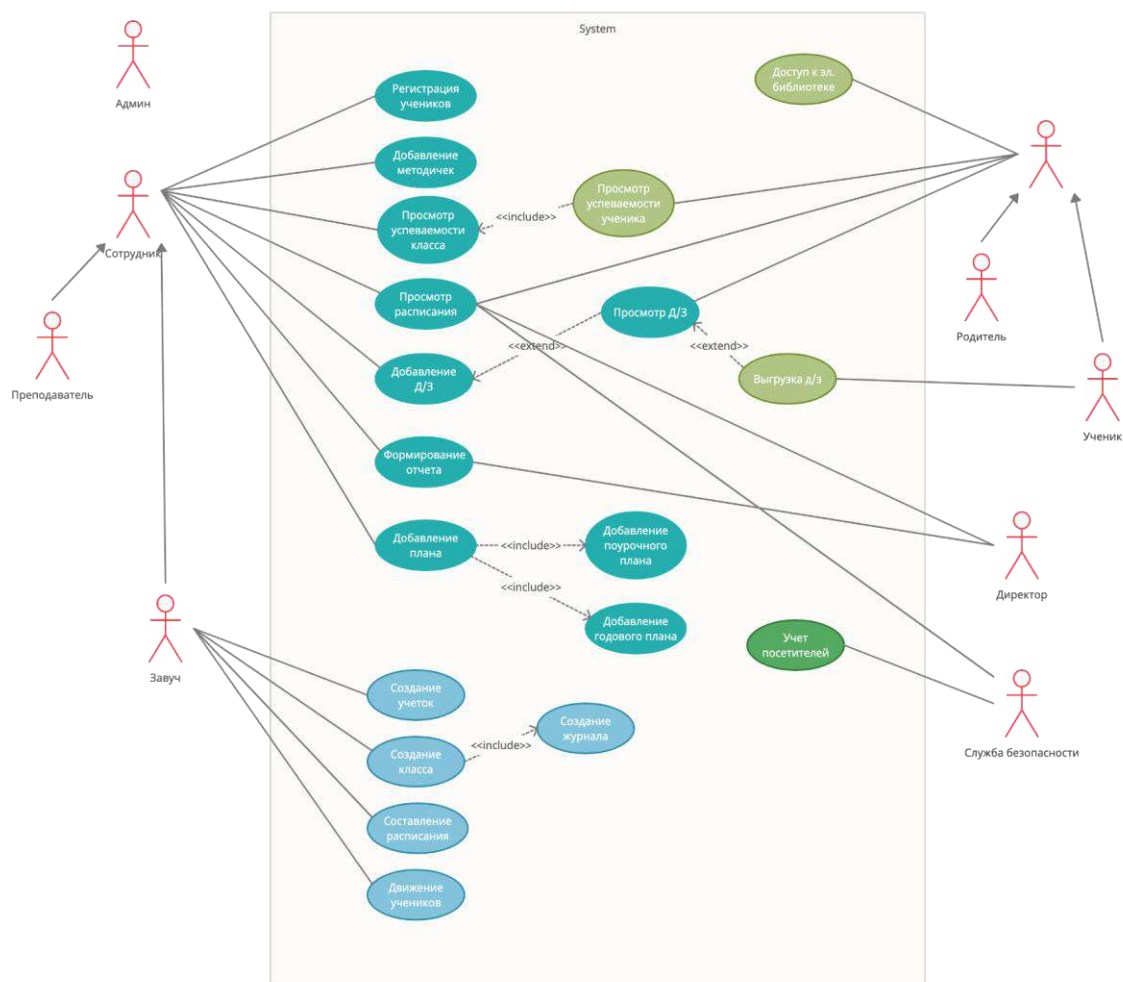 System
Админ
Регистрация
учеников
Доступ к эл.
библиотеке
Добавление
методичек
Просмотр
успеваемости
ученика
<<include>>
Просмотр
успеваемости
класса
Сотрудник
Просмотр
расписания
Просмотр Д/З
Родитель
<<extend>>
<<extend>>
Добавление
Д/З
Выгрузка д/з
Преподаватель
Ученик
Формирование
отчета
Добавление
плана
<<include>>
Добавление
поурочного
плана
<<include>>
Директор
Добавление
годового плана
Учет
посетителей
Завуч
Создание
учеток
Создание
журнала
<<include>>
Создание
класса
Служба безопасности
Составление
расписания
Движение
учеников